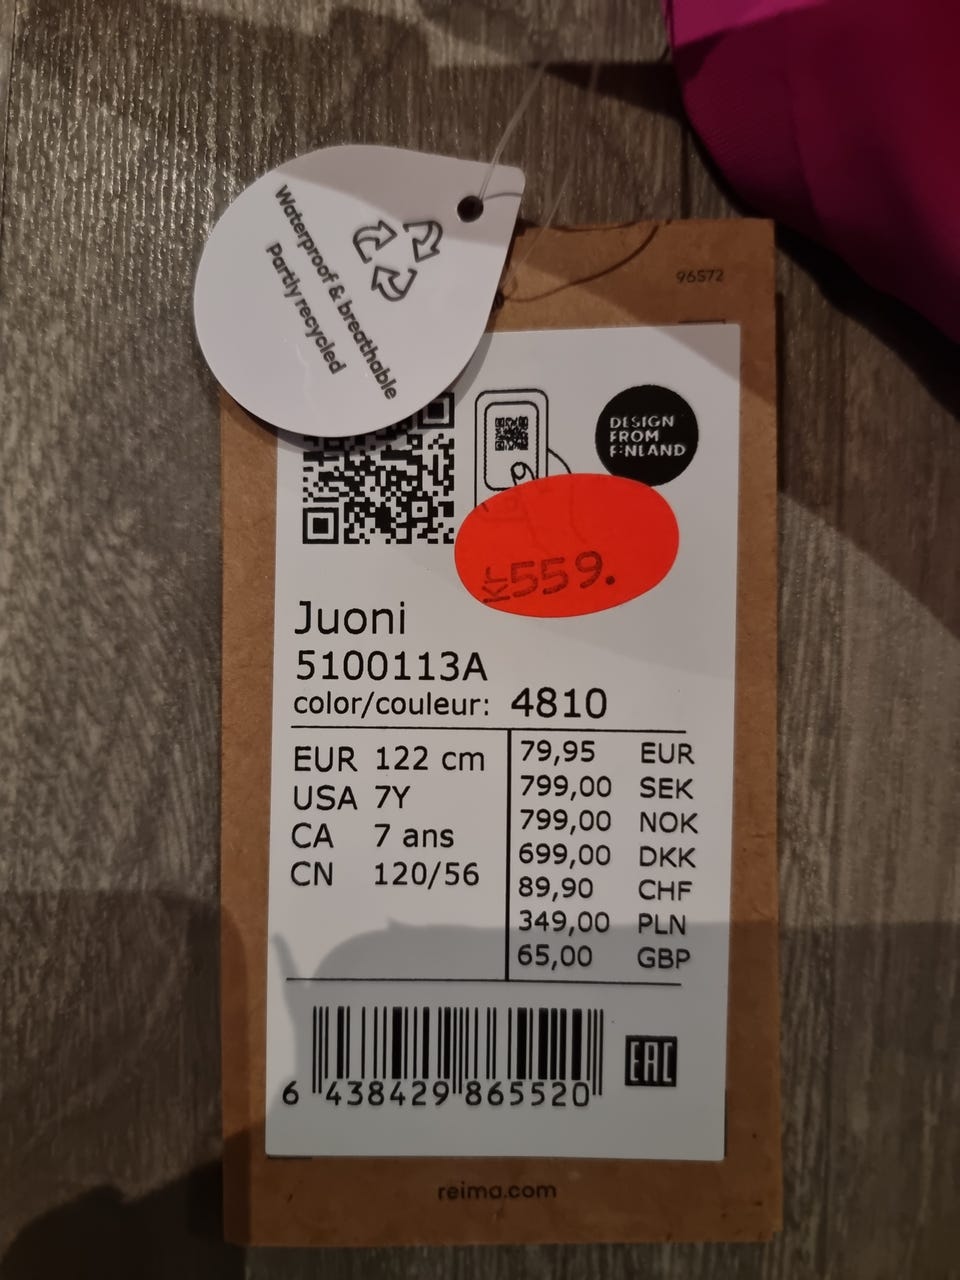 Waterproof & breathable
Partly recycled
96572
DESIGN
FROM
FINLAND
Kr559.
Juoni
5100113A
color/couleur: 4810
EUR 122 cm
USA 7Y
CA 7 ans
CN 120/56
79,95 EUR
799,00 SEK
799,00 NOK
699,00 DKK
89,90 CHF
349,00 PLN
65,00 GBP
6 438429 865520
EAC
reima.com